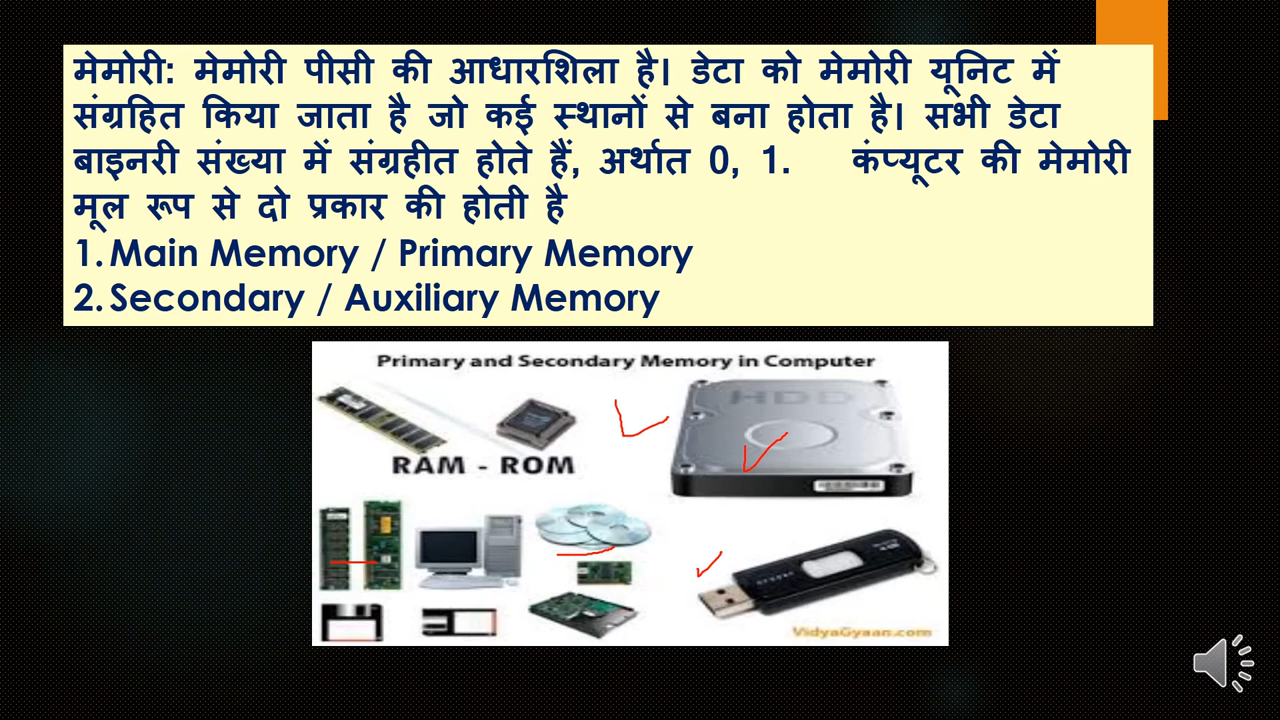 मेमोरी: मेमोरी पीसी की आधारशिला है। डेटा को मेमोरी यूनिट में
संग्रहित किया जाता है जो कई स्थानों से बना होता है। सभी डेटा
बाइनरी संख्या में संग्रहीत होते हैं, अर्थात 0, 1. कंप्यूटर की मेमोरी
मूल रूप से दो प्रकार की होती है
1. Main Memory / Primary Memory
2. Secondary / Auxiliary Memory
Primary and Secondary Memory in Computer
HDD
RAM - ROM
VidyaGyaan.com